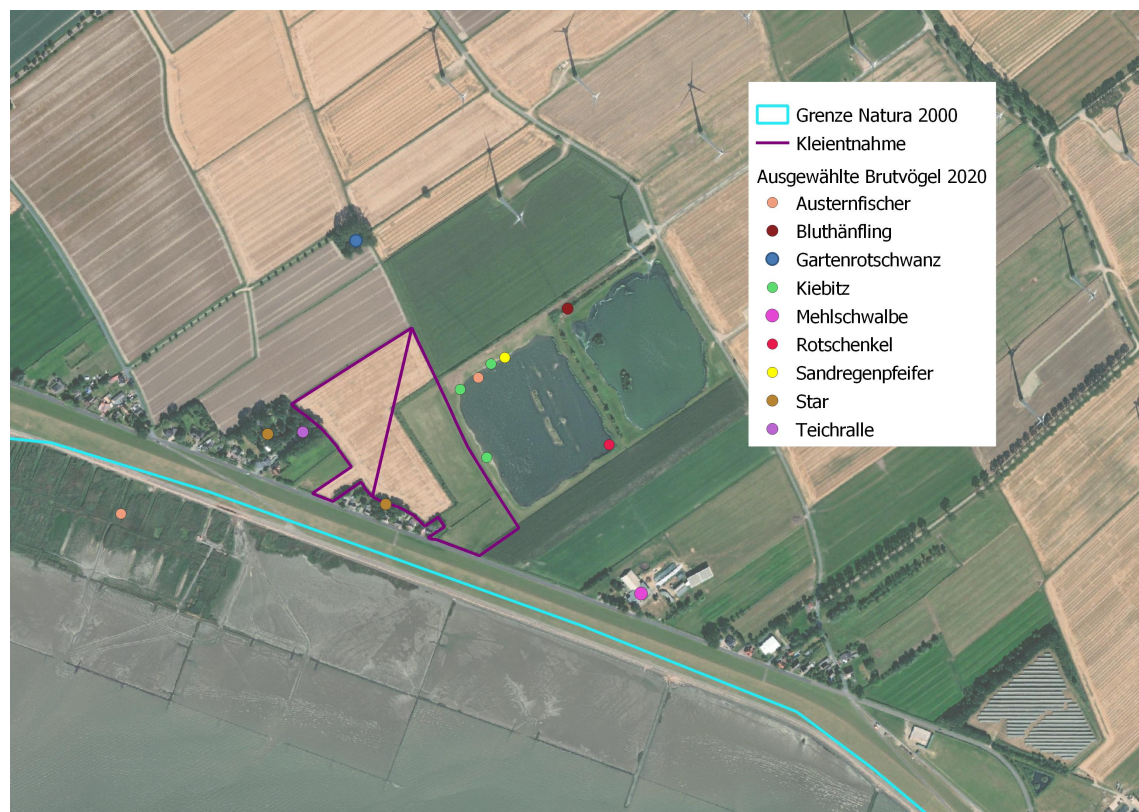 Grenze Natura 2000
Kleientnahme
Ausgewählte Brutvögel 2020
Austernfischer
Bluthänfling
Gartenrotschwanz
Kiebitz
Mehlschwalbe
Rotschenkel
Sandregenpfeifer
Star
Teichralle